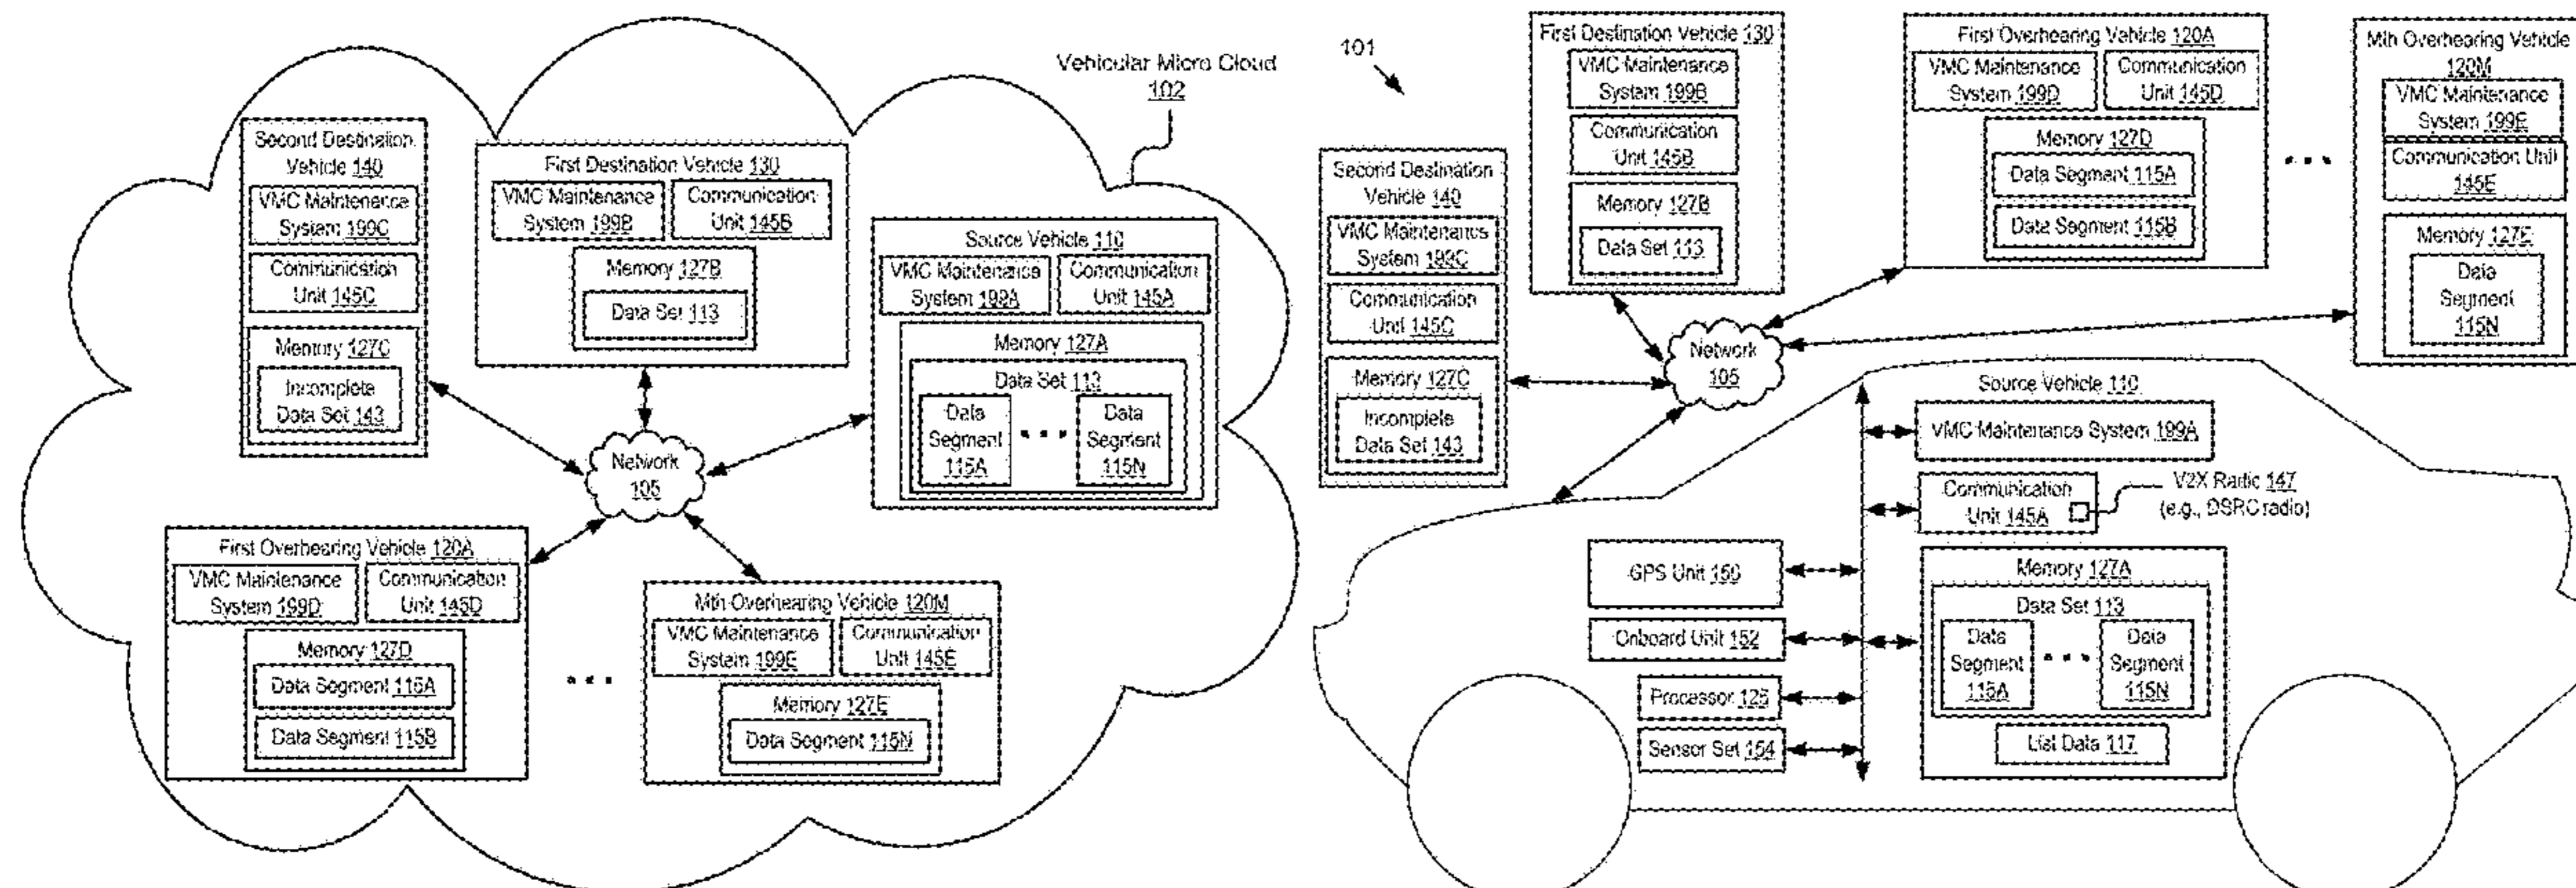 Vehicular Micro Cloud
102
Second Destination
Vehicle 140
VMC Maintenance
System 199C
Communication
Unit 145C
Memory 127C
Incomplete
Data Set 143
First Destination Vehicle 130
VMC Maintenance
System 199B
Communication
Unit 145B
Memory 127B
Data Set 113
Source Vehicle 110
VMC Maintenance
System 199A
Communication
Unit 145A
Memory 127A
Data Set 113
Data
Segment
115A
...
Data
Segment
115N
Network
105
First Overhearing Vehicle 120A
VMC Maintenance
System 199D
Communication
Unit 145D
Memory 127D
Data Segment 115A
Data Segment 115B
...
Mth Overhearing Vehicle 120M
VMC Maintenance
System 199E
Communication
Unit 145E
Memory 127E
Data Segment 115N
101
Second Destination
Vehicle 140
VMC Maintenance
System 199C
Communication
Unit 145C
Memory 127C
Incomplete
Data Set 143
First Destination Vehicle 130
VMC Maintenance
System 199B
Communication
Unit 145B
Memory 127B
Data Set 113
First Overhearing Vehicle 120A
VMC Maintenance
System 199D
Communication
Unit 145D
Memory 127D
Data Segment 115A
Data Segment 115B
...
Mth Overhearing Vehicle
120M
VMC Maintenance
System 199E
Communication Unit
145E
Memory 127E
Data
Segment
115N
Network
105
Source Vehicle 110
VMC Maintenance System 199A
Communication
Unit 145A
V2X Radio 147
(e.g., DSRC radio)
GPS Unit 150
Onboard Unit 152
Processor 125
Sensor Set 154
Memory 127A
Data Set 113
Data
Segment
115A
...
Data
Segment
115N
List Data 117